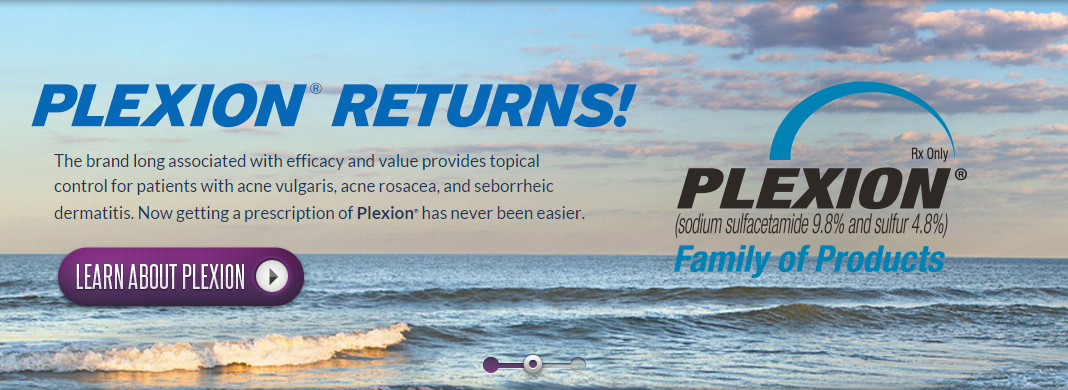 PLEXION® RETURNS!
The brand long associated with efficacy and value provides topical
control for patients with acne vulgaris, acne rosacea, and seborrheic
dermatitis. Now getting a prescription of Plexion® has never been easier.
LEARN ABOUT PLEXION
Rx Only
PLEXION®
(sodium sulfacetamide 9.8% and sulfur 4.8%)
Family of Products